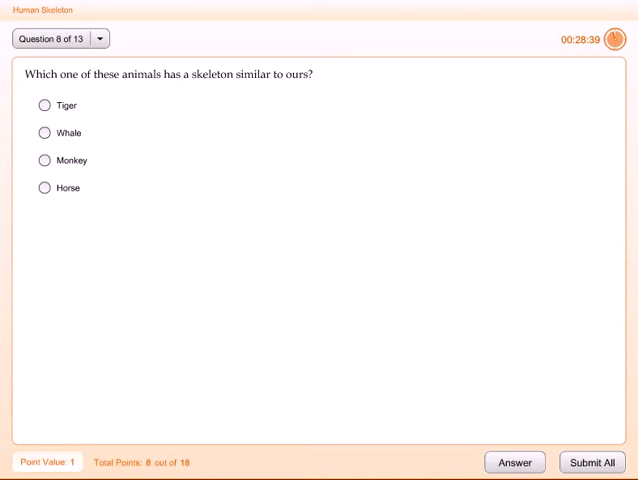 Human Skeleton
Question 8 of 13
00:28:39
Which one of these animals has a skeleton similar to ours?
Tiger
Whale
Monkey
Horse
Point Value: 1
Total Points: 8 out of 18
Answer
Submit All